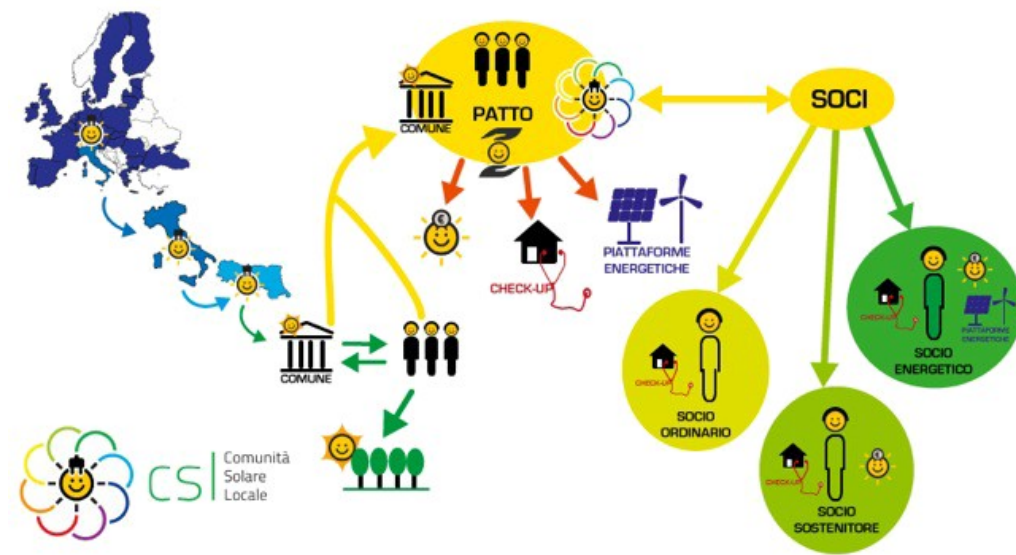 PATTO
COMUNE
SOCI
CHECK-UP
PIATTAFORME
ENERGETICHE
COMUNE
CHECK-UP
SOCIO
ORDINARIO
CHECK-UP
€
SOCIO
SOSTENITORE
CHECK-UP
€
PIATTAFORME
ENERGETICHE
SOCIO
ENERGETICO
€
csl
Comunità
Solare
Locale